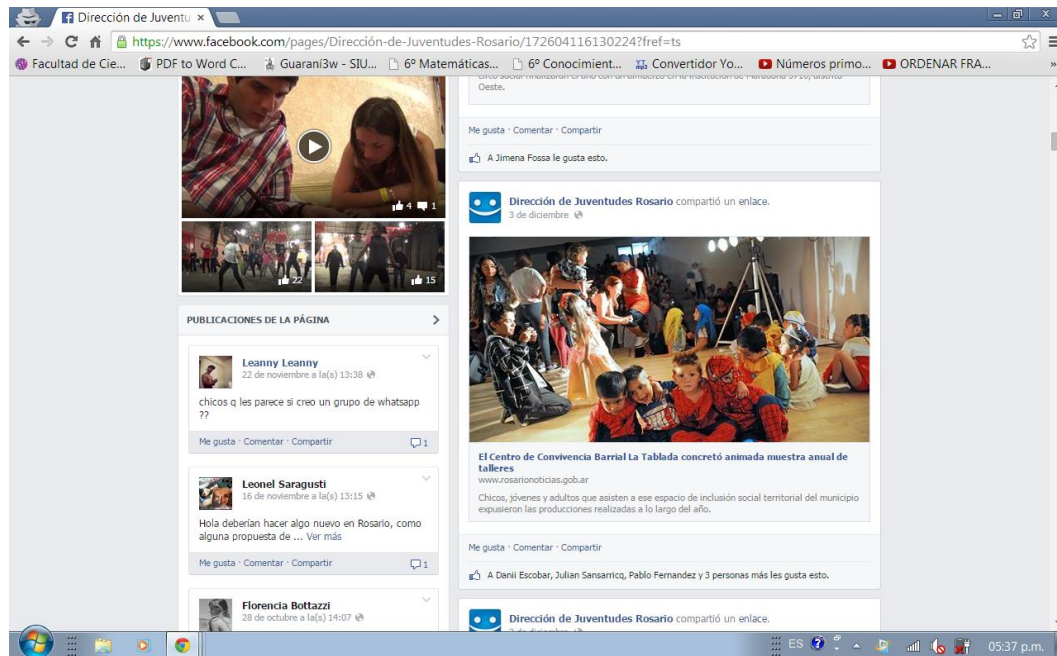 Dirección de Juventu
https://www.facebook.com/pages/Dirección-de-Juventudes-Rosario/172604116130224?fref=ts
Facultad de Cie...
PDF to Word C...
Guaraní3w - SIU...
6º Matemáticas...
6º Conocimient...
Convertidor Yo...
Números primo...
ORDENAR FRA...
4
1
22
15
PUBLICACIONES DE LA PÁGINA
Leanny Leanny
22 de noviembre a la(s) 13:38
chicos q les parece si creo un grupo de whatsapp
??
Me gusta · Comentar · Compartir
1
Leonel Saragusti
16 de noviembre a la(s) 13:15
Hola deberían hacer algo nuevo en Rosario, como
alguna propuesta de ... Ver más
Me gusta · Comentar · Compartir
1
Florencia Bottazzi
28 de octubre a la(s) 14:07
Oeste.
Me gusta · Comentar · Compartir
A Jimena Fossa le gusta esto.
Dirección de Juventudes Rosario compartió un enlace.
3 de diciembre
El Centro de Convivencia Barrial La Tablada concretó animada muestra anual de
talleres
www.rosarionoticias.gob.ar
Chicos, jóvenes y adultos que asisten a ese espacio de inclusión social territorial del municipio
expusieron las producciones realizadas a lo largo del año.
Me gusta · Comentar · Compartir
A Danii Escobar, Julian Sansarricq, Pablo Fernandez y 3 personas más les gusta esto.
Dirección de Juventudes Rosario compartió un enlace.
ES
05:37 p.m.